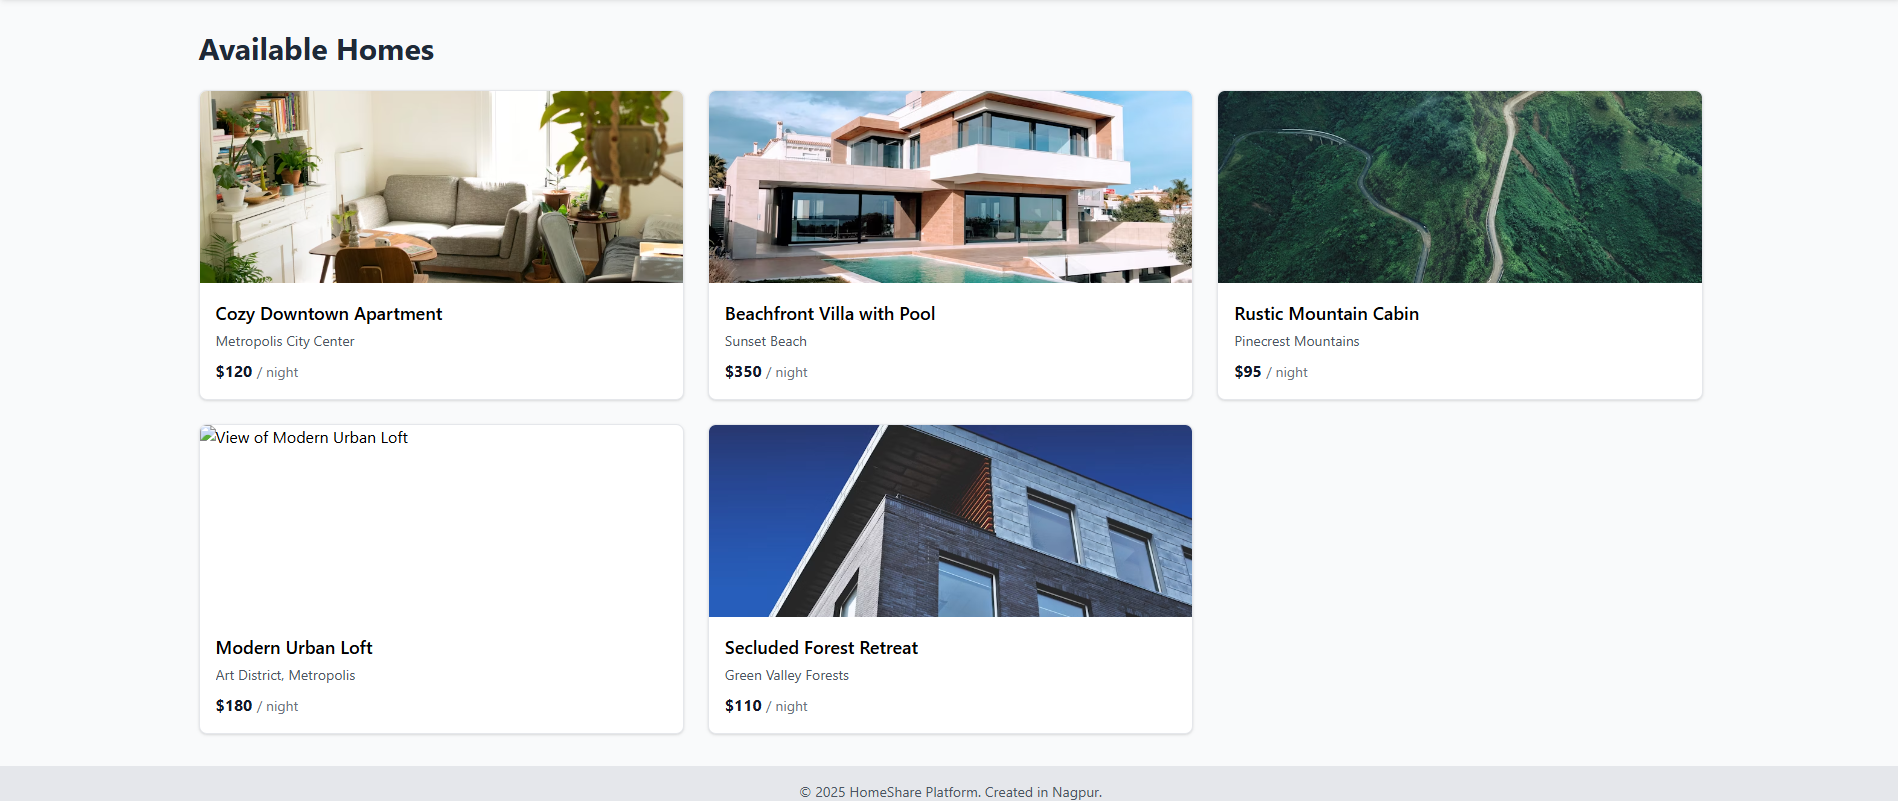 Available Homes
Cozy Downtown Apartment
Metropolis City Center
$120 / night
Beachfront Villa with Pool
Sunset Beach
$350 / night
Rustic Mountain Cabin
Pinecrest Mountains
$95 / night
View of Modern Urban Loft
Modern Urban Loft
Art District, Metropolis
$180 / night
Secluded Forest Retreat
Green Valley Forests
$110 / night
© 2025 HomeShare Platform. Created in Nagpur.